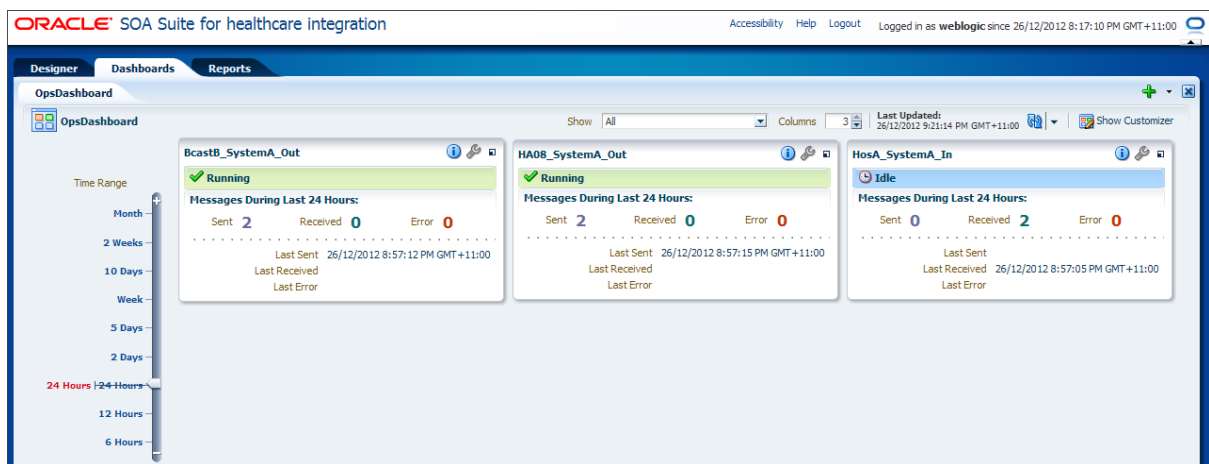 ORACLE SOA Suite for healthcare integration
Accessibility Help Logout Logged in as weblogic since 26/12/2012 8:17:10 PM GMT+11:00
Designer Dashboards Reports
OpsDashboard
OpsDashboard Show All Columns 3 Last Updated: 26/12/2012 9:21:14 PM GMT+11:00 Show Customizer
Time Range
Month
2 Weeks
10 Days
Week
5 Days
2 Days
24 Hours 24 Hours
12 Hours
6 Hours
BcastB_SystemA_Out
Running
Messages During Last 24 Hours:
Sent 2 Received 0 Error 0
Last Sent 26/12/2012 8:57:12 PM GMT+11:00
Last Received
Last Error
HA08_SystemA_Out
Running
Messages During Last 24 Hours:
Sent 2 Received 0 Error 0
Last Sent 26/12/2012 8:57:15 PM GMT+11:00
Last Received
Last Error
HosA_SystemA_In
Idle
Messages During Last 24 Hours:
Sent 0 Received 2 Error 0
Last Sent
Last Received 26/12/2012 8:57:05 PM GMT+11:00
Last Error